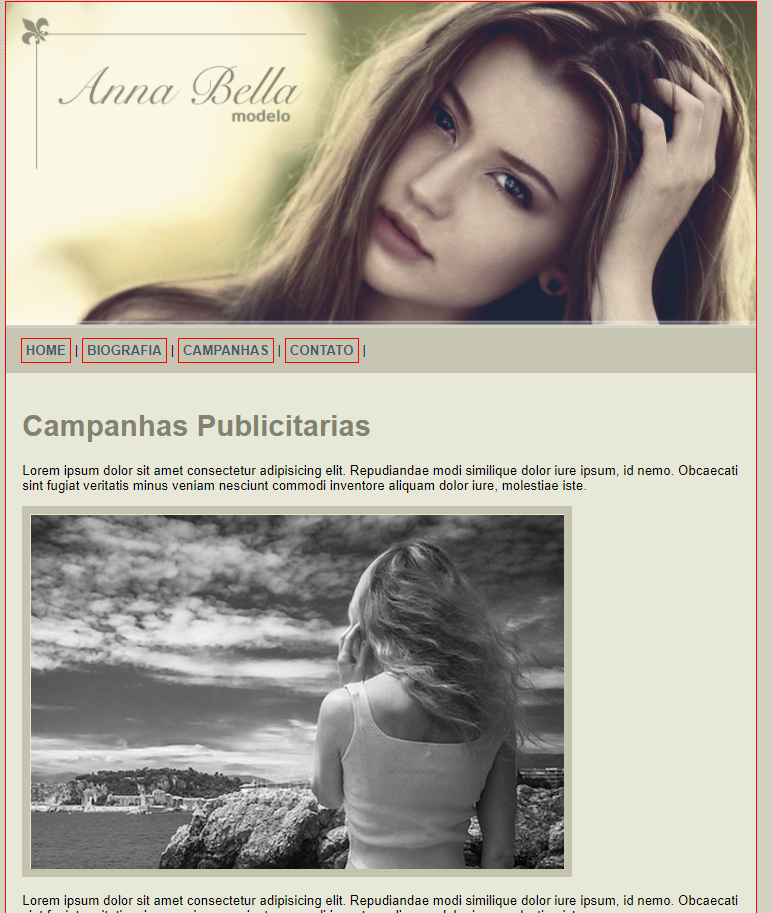 Anna Bella
modelo
HOME | BIOGRAFIA | CAMPANHAS | CONTATO |
Campanhas Publicitarias
Lorem ipsum dolor sit amet consectetur adipisicing elit. Repudiandae modi similique dolor iure ipsum, id nemo. Obcaecati
sint fugiat veritatis minus veniam nesciunt commodi inventore aliquam dolor iure, molestiae iste.
Lorem ipsum dolor sit amet consectetur adipisicing elit. Repudiandae modi similique dolor iure ipsum, id nemo. Obcaecati